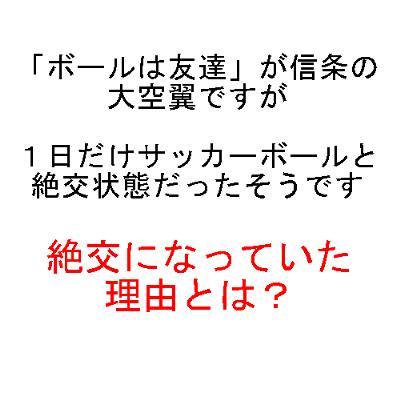 「ボールは友達」が信条の
大空翼ですが
１日だけサッカーボールと
絶交状態だったそうです
絶交になっていた
理由とは？